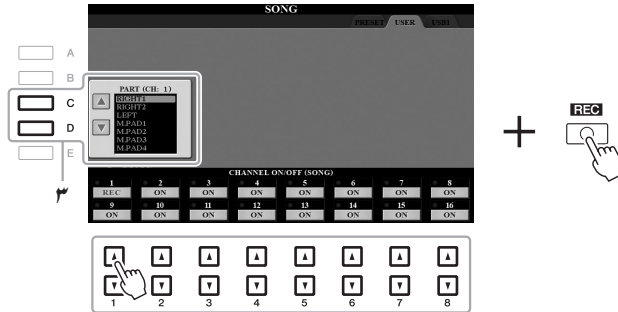 SONG
PRESET USER USB1
A
B
C
D
E
PART (CH: 1)
RIGHT1
RIGHT2
LEFT
M.PAD1
M.PAD2
M.PAD3
M.PAD4
REC
٣
CHANNEL ON/OFF (SONG)
1 2 3 4 5 6 7 8
REC ON ON ON ON ON ON ON
9 10 11 12 13 14 15 16
ON ON ON ON ON ON ON ON
1 2 3 4 5 6 7 8